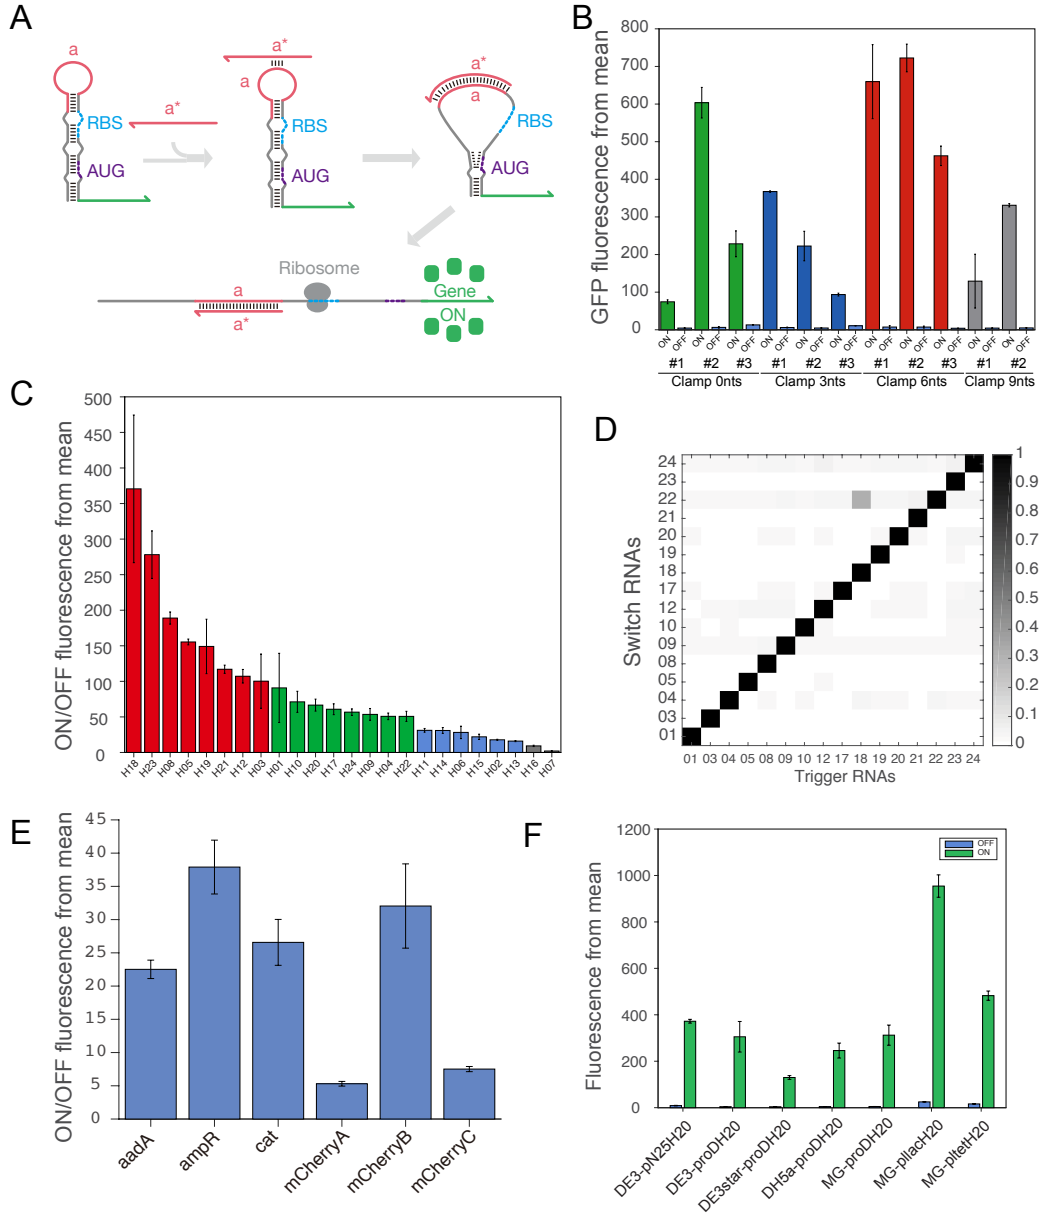 A
a
a*
RBS
AUG
a*
a
RBS
AUG
a*
a
RBS
AUG
Ribosome
a
a*
Gene
ON
B
GFP fluorescence from mean
800
700
600
500
400
300
200
100
0
ON OFF ON OFF ON OFF ON OFF ON OFF ON OFF ON OFF ON OFF ON OFF ON OFF ON OFF
#1 #2 #3 #1 #2 #3 #1 #2 #3 #1 #2
Clamp 0nts Clamp 3nts Clamp 6nts Clamp 9nts
C
ON/OFF fluorescence from mean
500
450
400
350
300
250
200
150
100
50
0
H18 H23 H08 H05 H19 H21 H12 H03 H01 H10 H20 H17 H24 H09 H04 H22 H11 H14 H06 H15 H02 H13 H16 H07
D
Switch RNAs
24
23
22
21
20
19
18
17
12
10
09
08
05
04
03
01
01 03 04 05 08 09 10 12 17 18 19 20 21 22 23 24
Trigger RNAs
1
0.9
0.8
0.7
0.6
0.5
0.4
0.3
0.2
0.1
0
E
ON/OFF fluorescence from mean
45
40
35
30
25
20
15
10
5
0
aadA ampR cat mCherryA mCherryB mCherryC
F
Fluorescence from mean
1200
1000
800
600
400
200
0
OFF
ON
DE3-pN25H20 DE3-proDH20 DE3star-proDH20 DH5a-proDH20 MG-proDH20 MG-pllacH20 MG-pltetH20